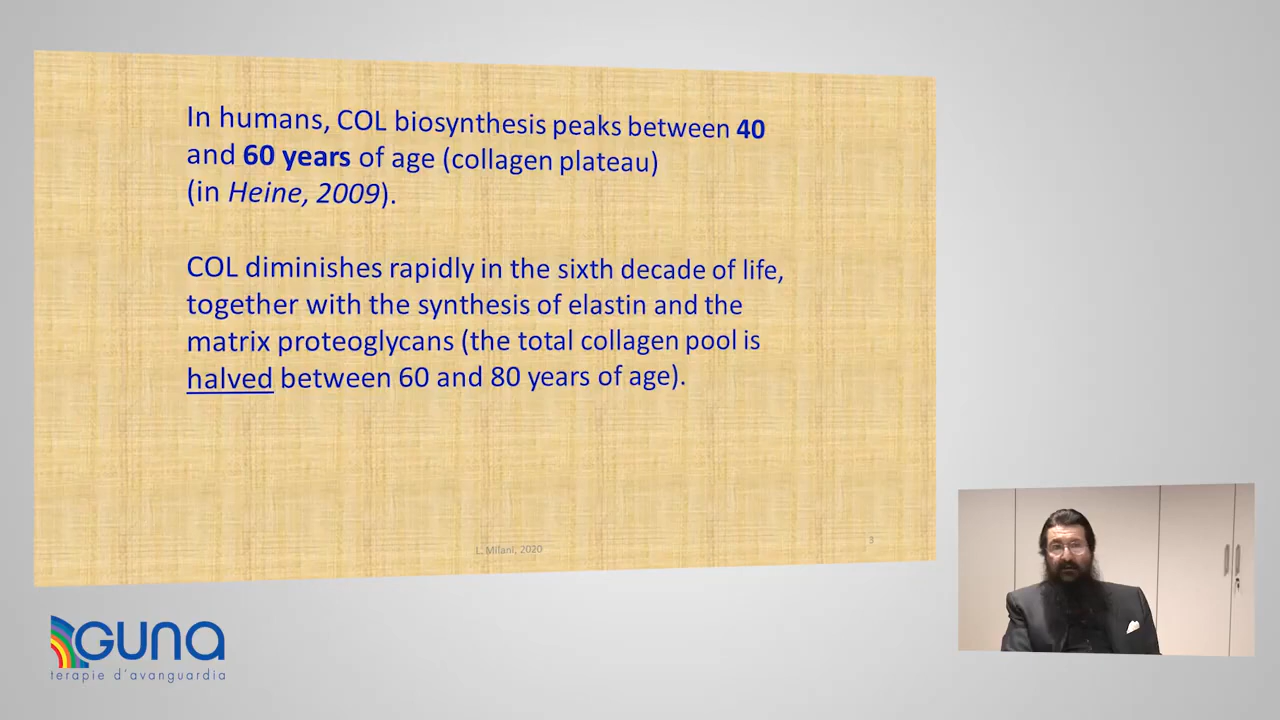 In humans, COL biosynthesis peaks between 40
and 60 years of age (collagen plateau)
(in Heine, 2009).
COL diminishes rapidly in the sixth decade of life,
together with the synthesis of elastin and the
matrix proteoglycans (the total collagen pool is
halved between 60 and 80 years of age).
L. Milani, 2020
3
GUNA
terapie d'avanguardia